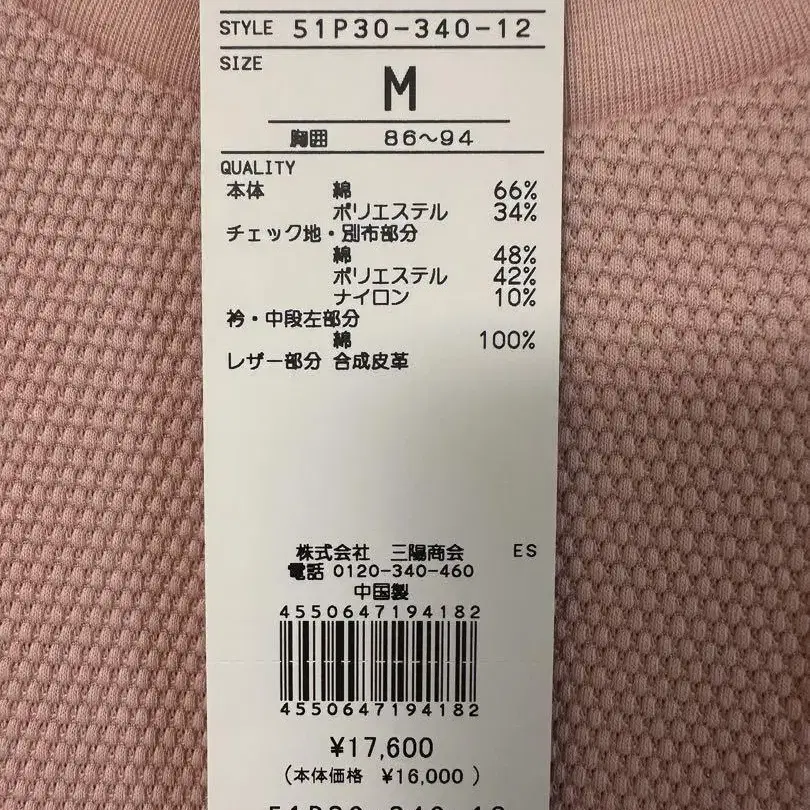 STYLE 51P30-340-12
SIZE
M
胸囲 86〜94
QUALITY
本体 綿 66%
ポリエステル 34%
チェック地・別布部分
綿 48%
ポリエステル 42%
ナイロン 10%
衿・中段左部分
綿 100%
レザー部分 合成皮革
株式会社 三陽商会 ES
電話 0120-340-460
中国製
4550647194182
4550647194182
¥17,600
(本体価格 ¥16,000 )
51P30-340-12